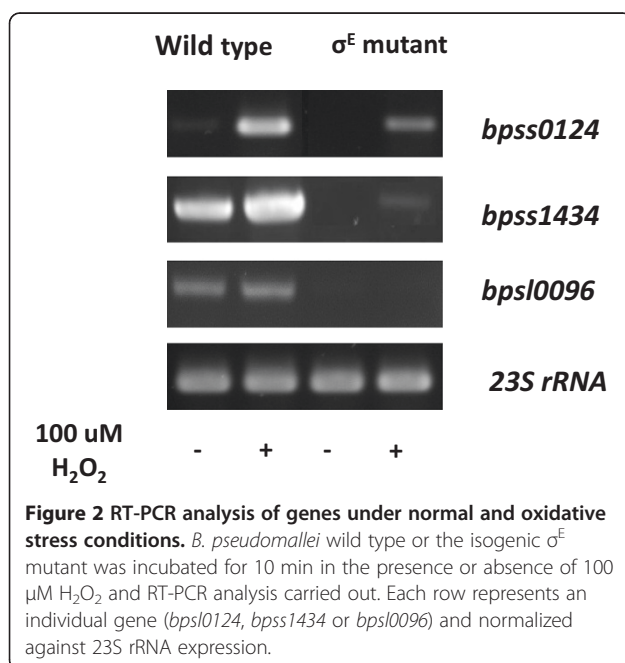 Wild type σᴱ mutant
bpss0124
bpss1434
bpsl0096
23S rRNA
100 uM - + - +
H₂O₂
Figure 2 RT-PCR analysis of genes under normal and oxidative
stress conditions. B. pseudomallei wild type or the isogenic σᴱ
mutant was incubated for 10 min in the presence or absence of 100
μM H₂O₂ and RT-PCR analysis carried out. Each row represents an
individual gene (bpsl0124, bpss1434 or bpsl0096) and normalized
against 23S rRNA expression.